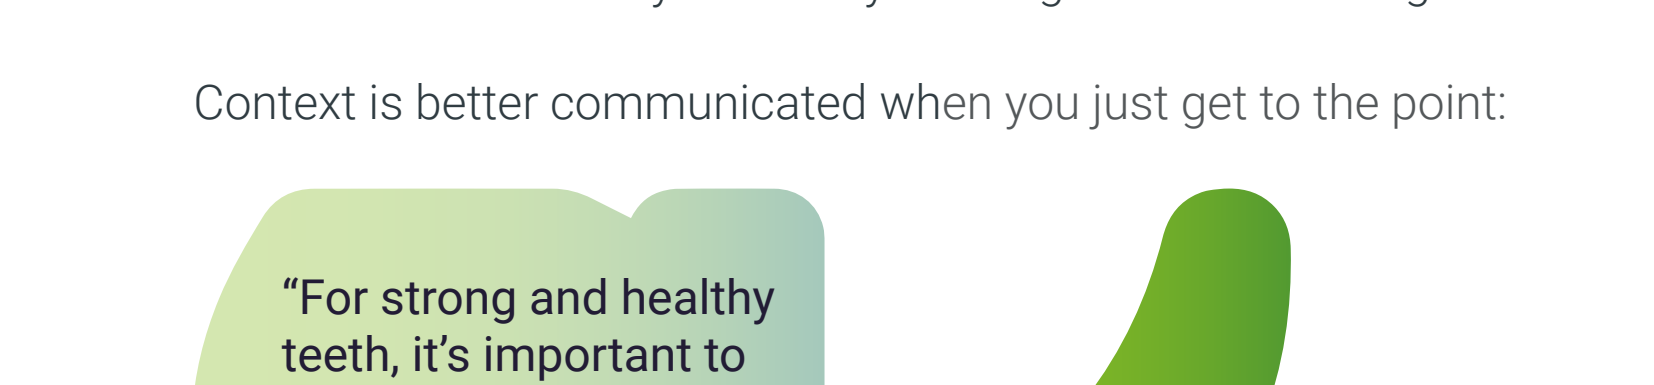 Context is better communicated when you just get to the point:
“For strong and healthy
teeth, it’s important to